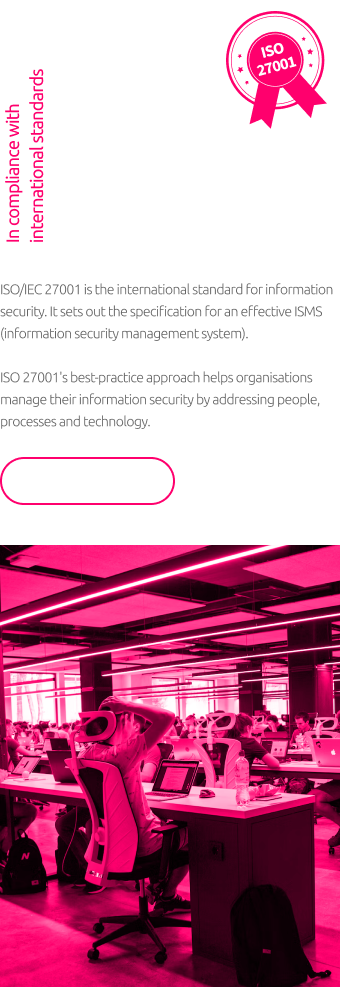 ISO
27001
In compliance with
international standards
ISO/IEC 27001 is the international standard for information
security. It sets out the specification for an effective ISMS
(information security management system).
ISO 27001's best-practice approach helps organisations
manage their information security by addressing people,
processes and technology.